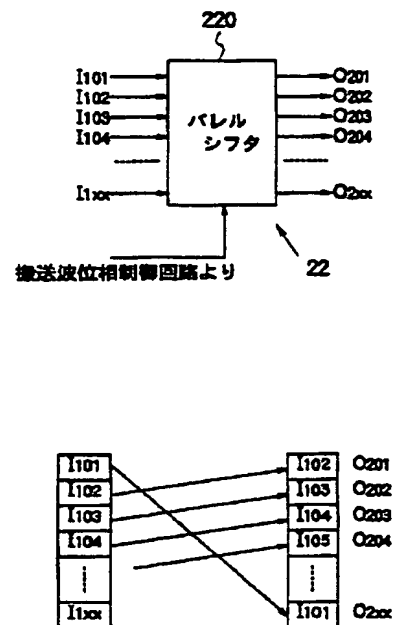 220
I101 O201
I102 O202
I103 バレル O203
I104 シフタ O204
I1xx O2xx
搬送波位相制御回路より 22
I101 I102 O201
I102 I103 O202
I103 I104 O203
I104 I105 O204
I1xx I101 O2xx